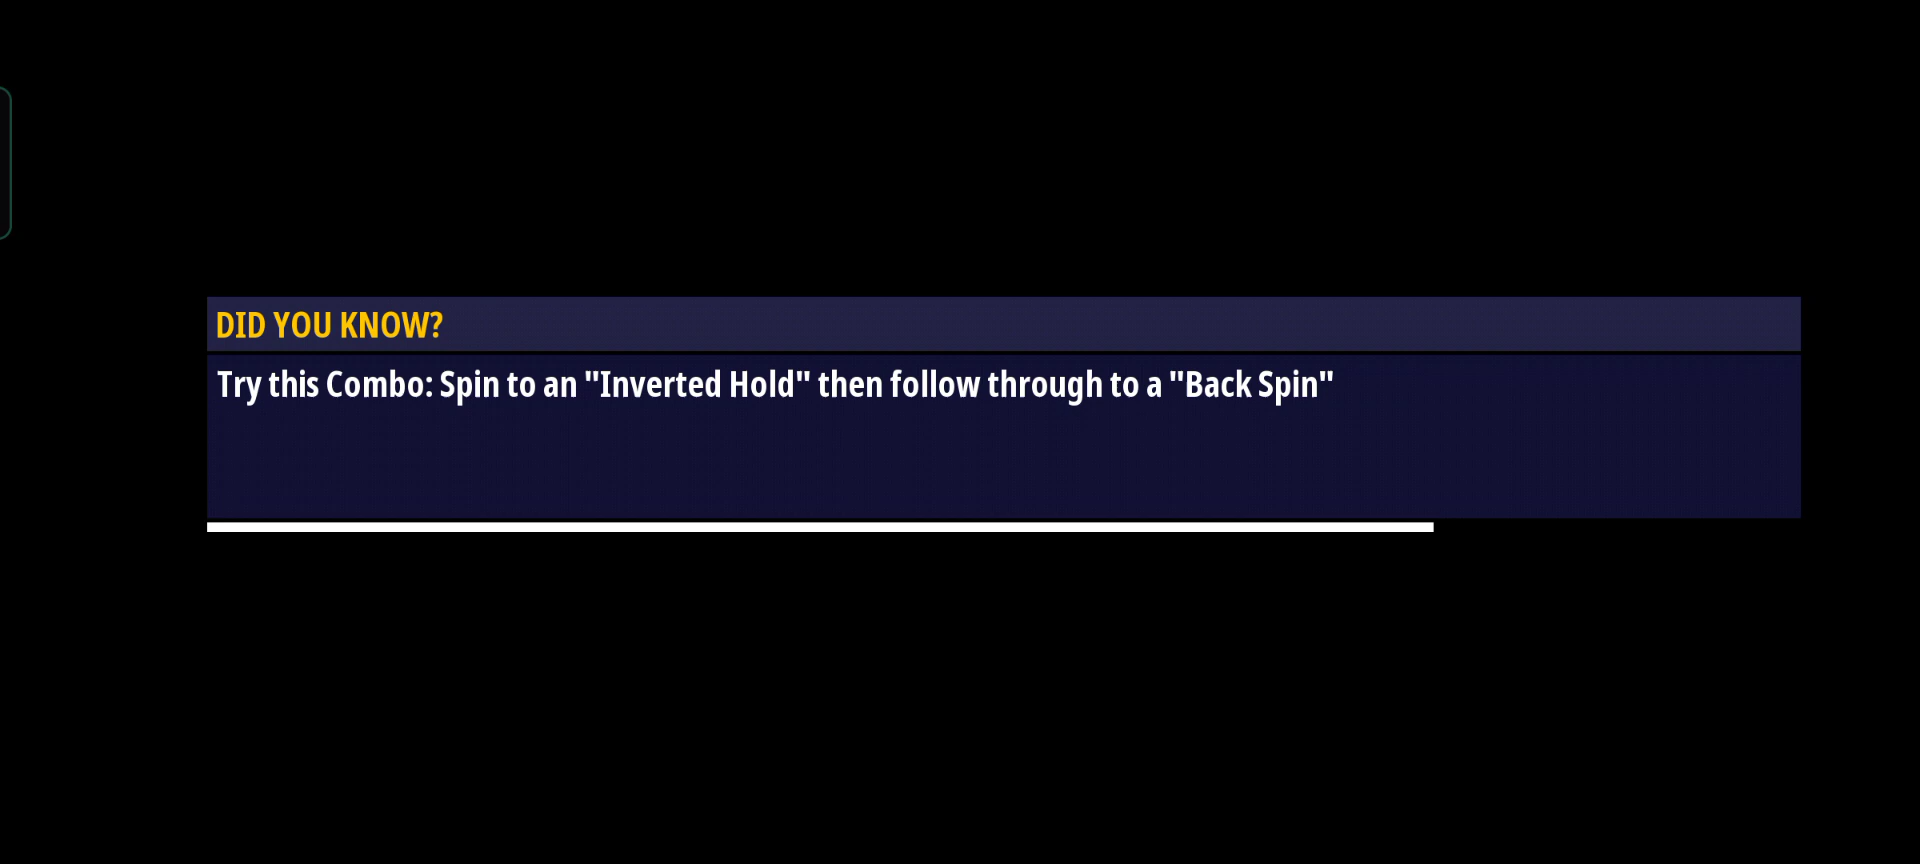 DID YOU KNOW?
Try this Combo: Spin to an "Inverted Hold" then follow through to a "Back Spin"